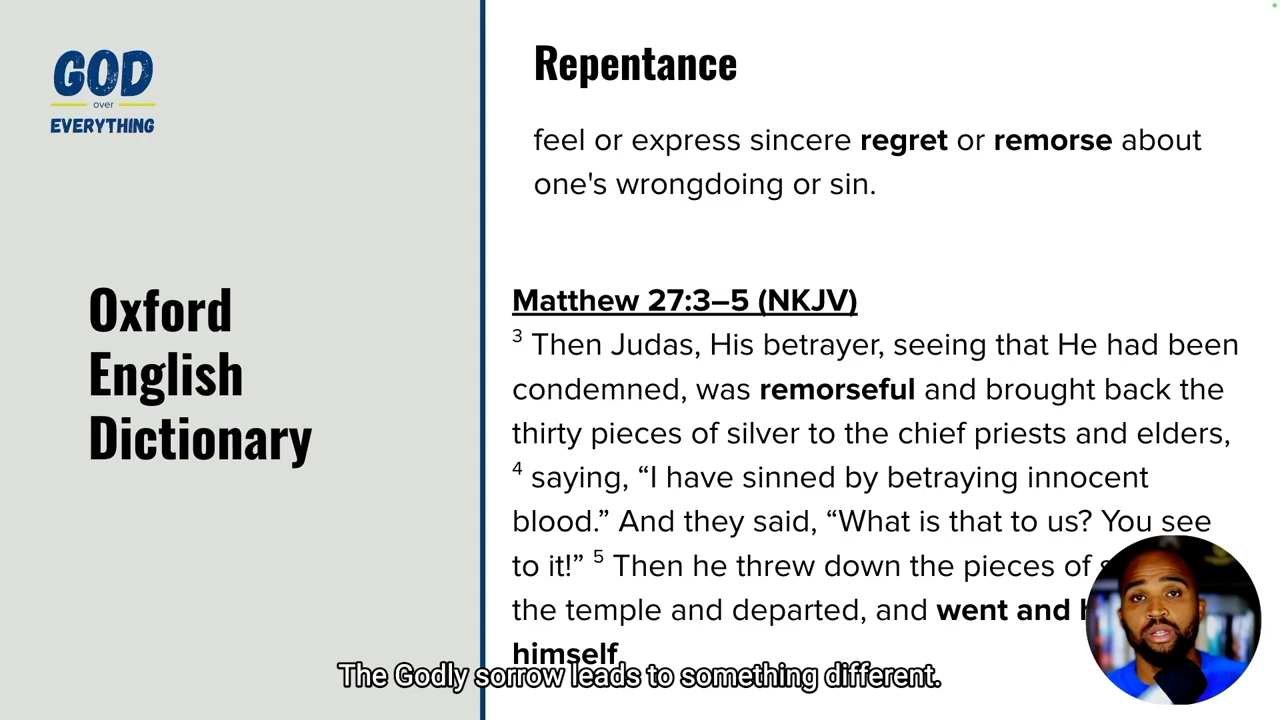 GOD
over
EVERYTHING
Oxford
English
Dictionary
Repentance
feel or express sincere regret or remorse about
one's wrongdoing or sin.
Matthew 27:3–5 (NKJV)
3 Then Judas, His betrayer, seeing that He had been
condemned, was remorseful and brought back the
thirty pieces of silver to the chief priests and elders,
4 saying, “I have sinned by betraying innocent
blood.” And they said, “What is that to us? You see
to it!” 5 Then he threw down the pieces of
the temple and departed, and went and
himself
The Godly sorrow leads to something different.